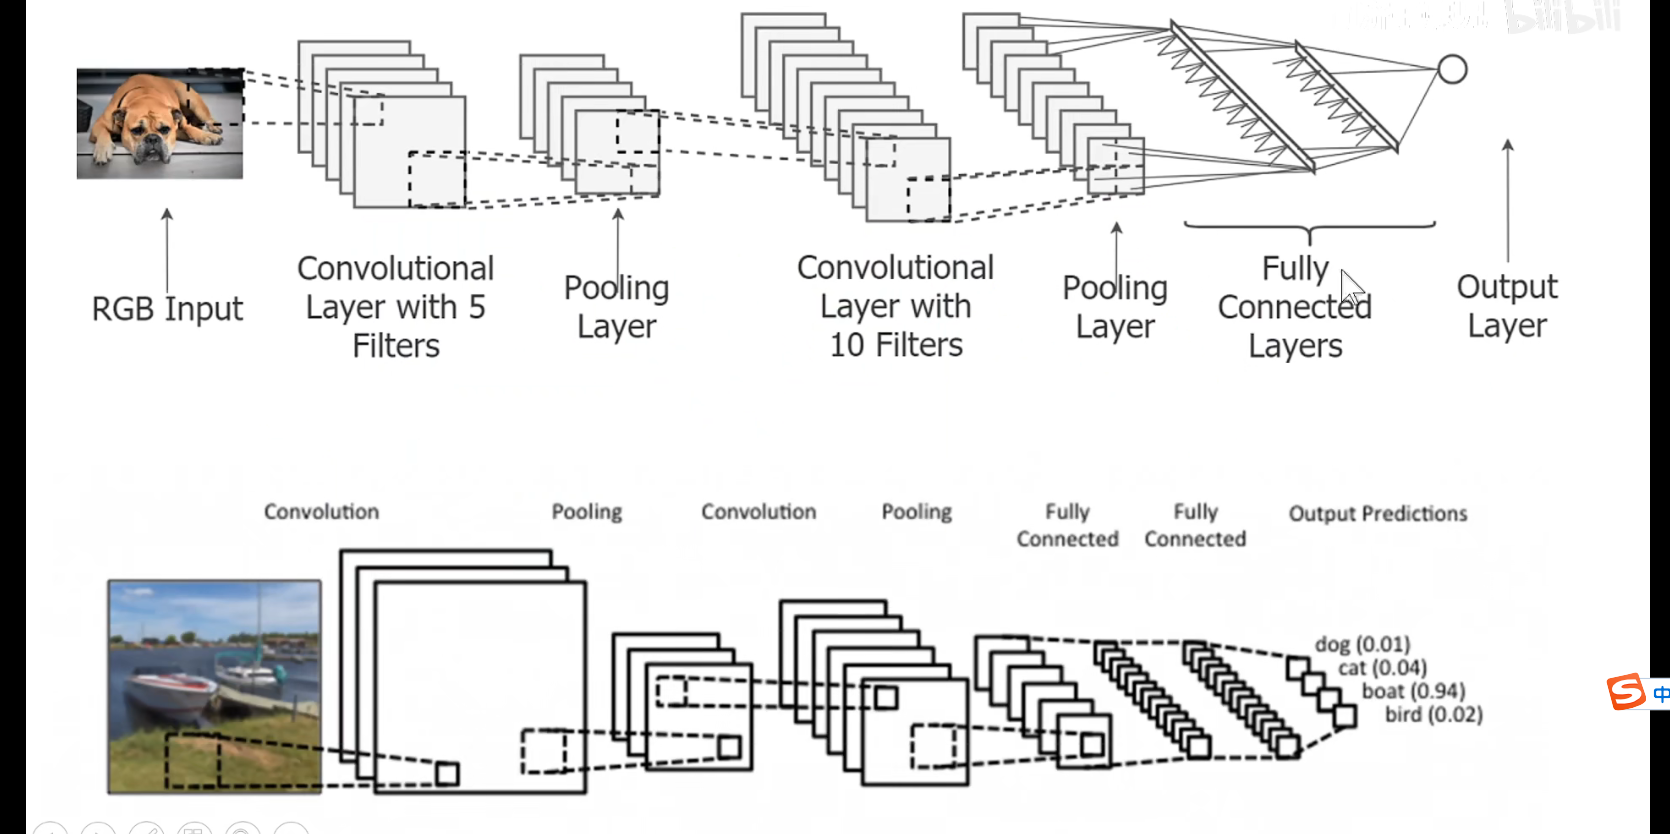 bilibili
RGB Input
Convolutional
Layer with 5
Filters
Pooling
Layer
Convolutional
Layer with
10 Filters
Pooling
Layer
Fully
Connected
Layers
Output
Layer
Convolution
Pooling
Convolution
Pooling
Fully
Connected
Fully
Connected
Output Predictions
dog (0.01)
cat (0.04)
boat (0.94)
bird (0.02)
S 中